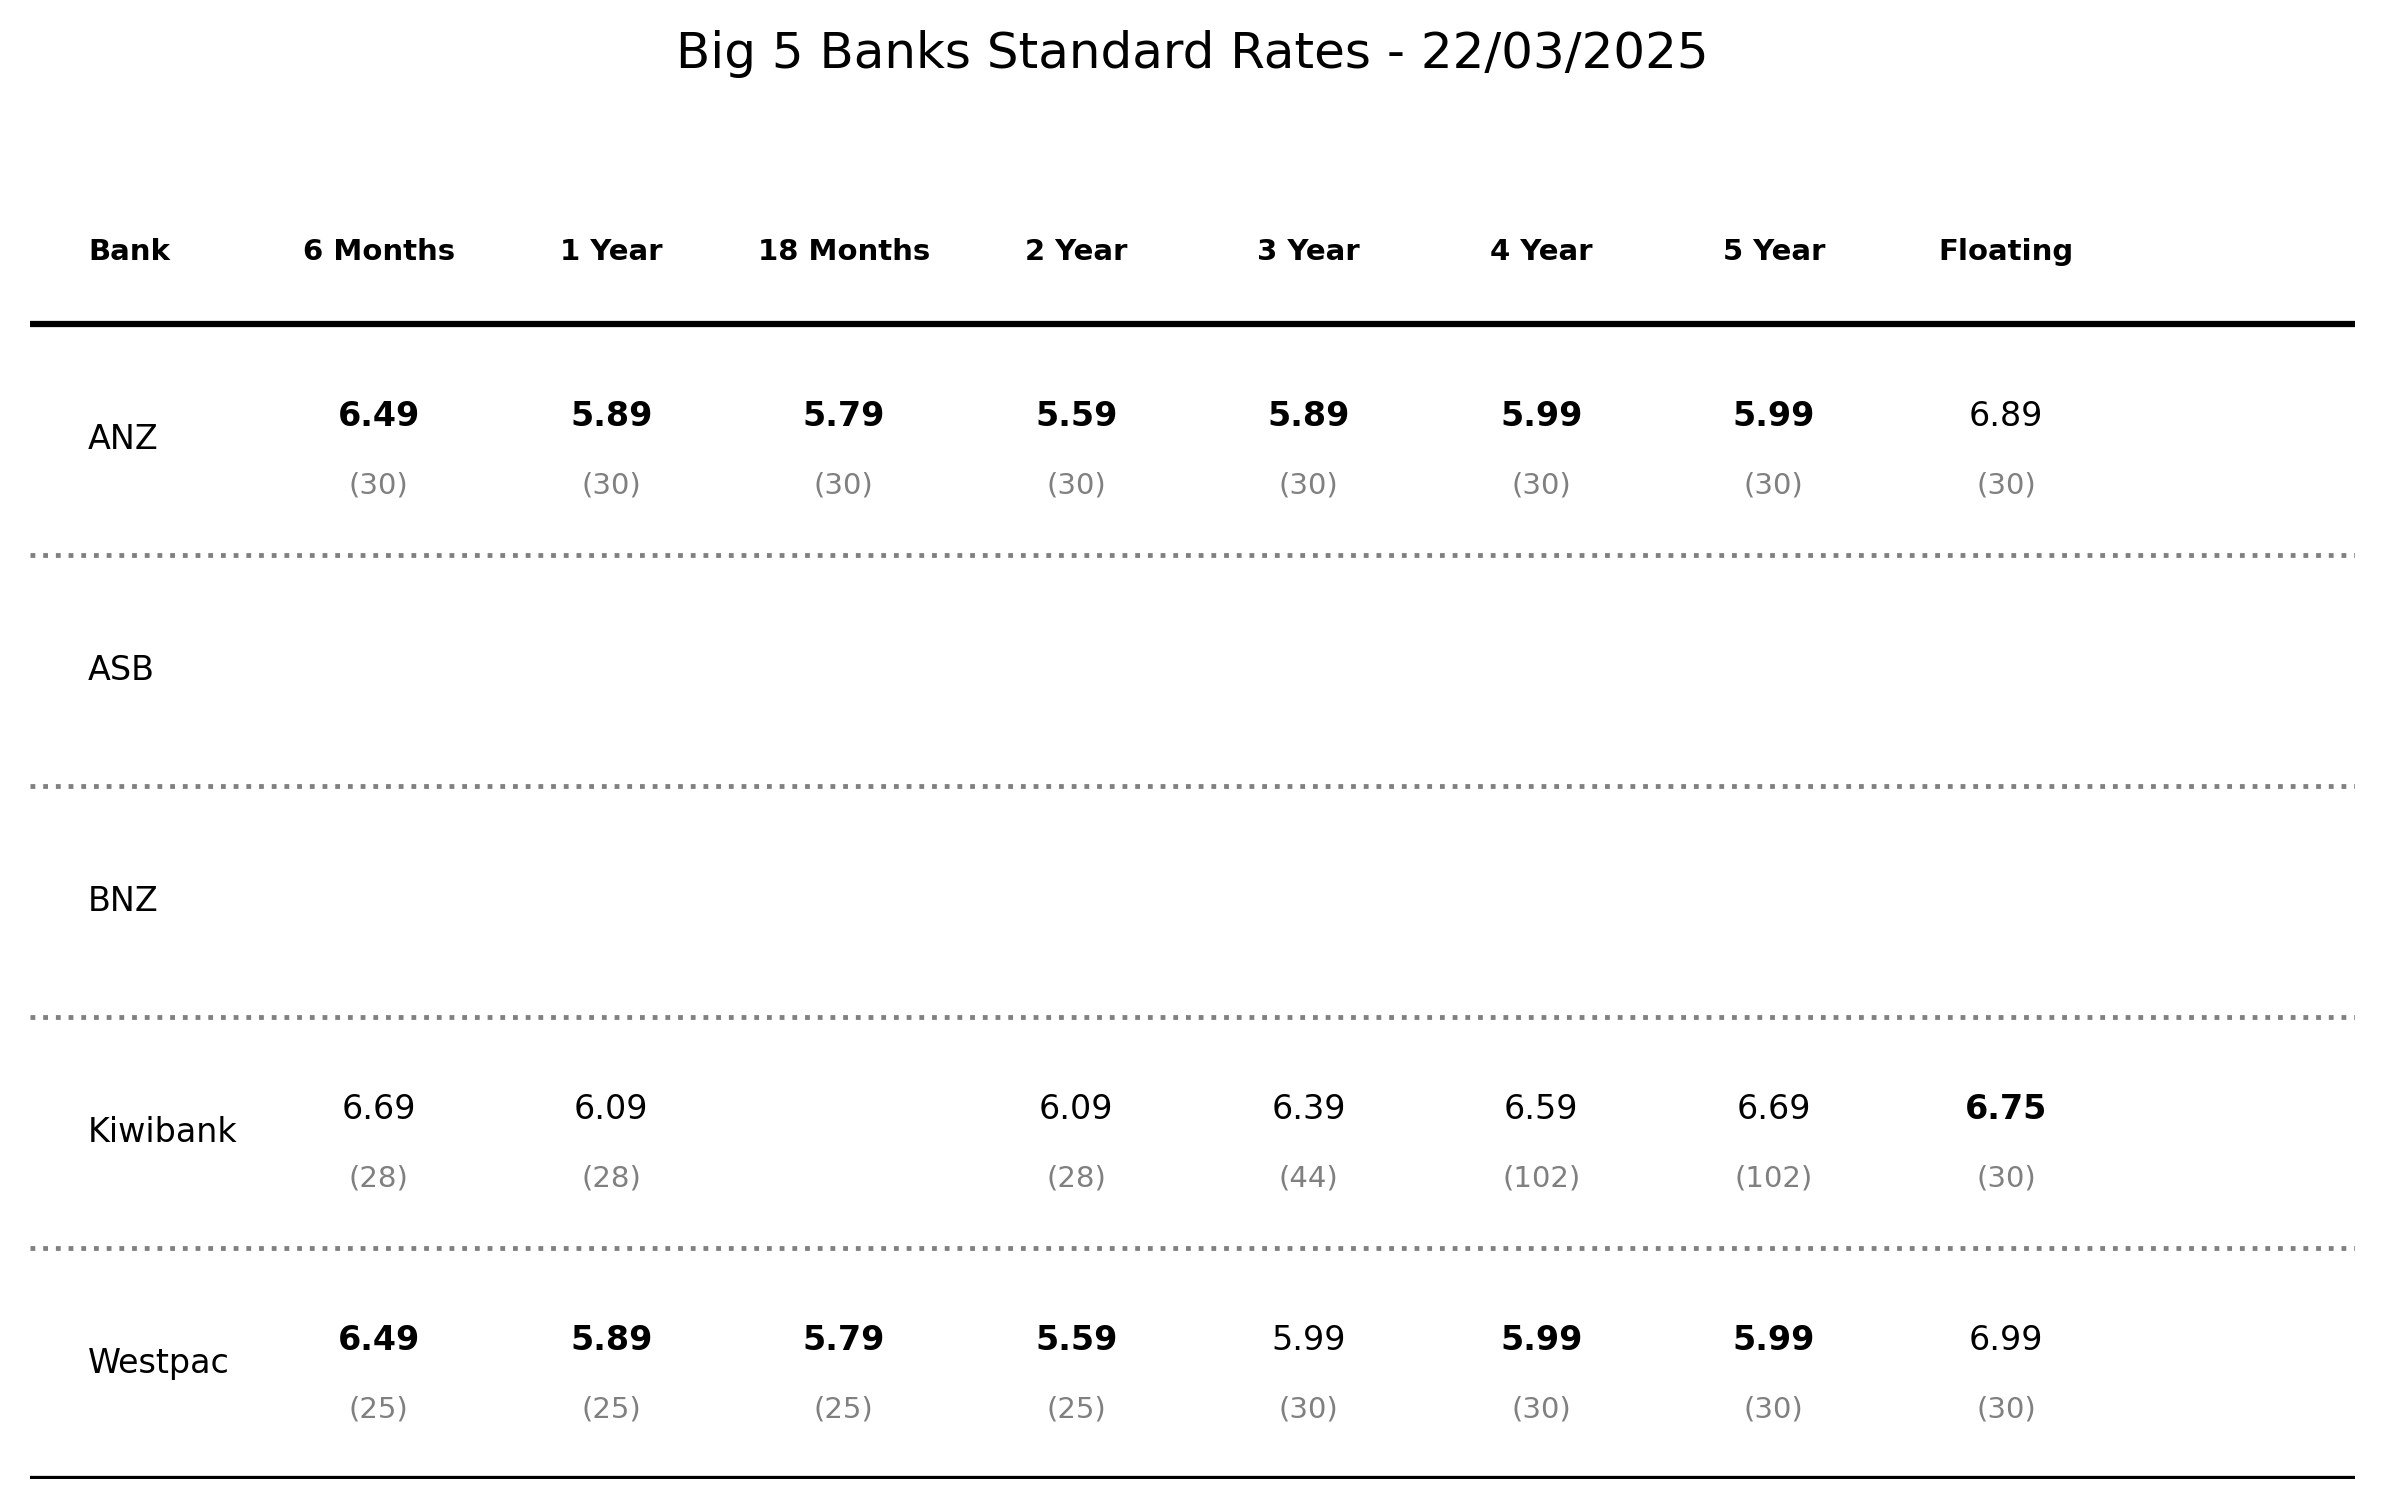 Big 5 Banks Standard Rates - 22/03/2025
Bank 6 Months 1 Year 18 Months 2 Year 3 Year 4 Year 5 Year Floating
ANZ 6.49 5.89 5.79 5.59 5.89 5.99 5.99 6.89
(30) (30) (30) (30) (30) (30) (30) (30)
ASB
BNZ
Kiwibank 6.69 6.09 6.09 6.39 6.59 6.69 6.75
(28) (28) (28) (44) (102) (102) (30)
Westpac 6.49 5.89 5.79 5.59 5.99 5.99 5.99 6.99
(25) (25) (25) (25) (30) (30) (30) (30)